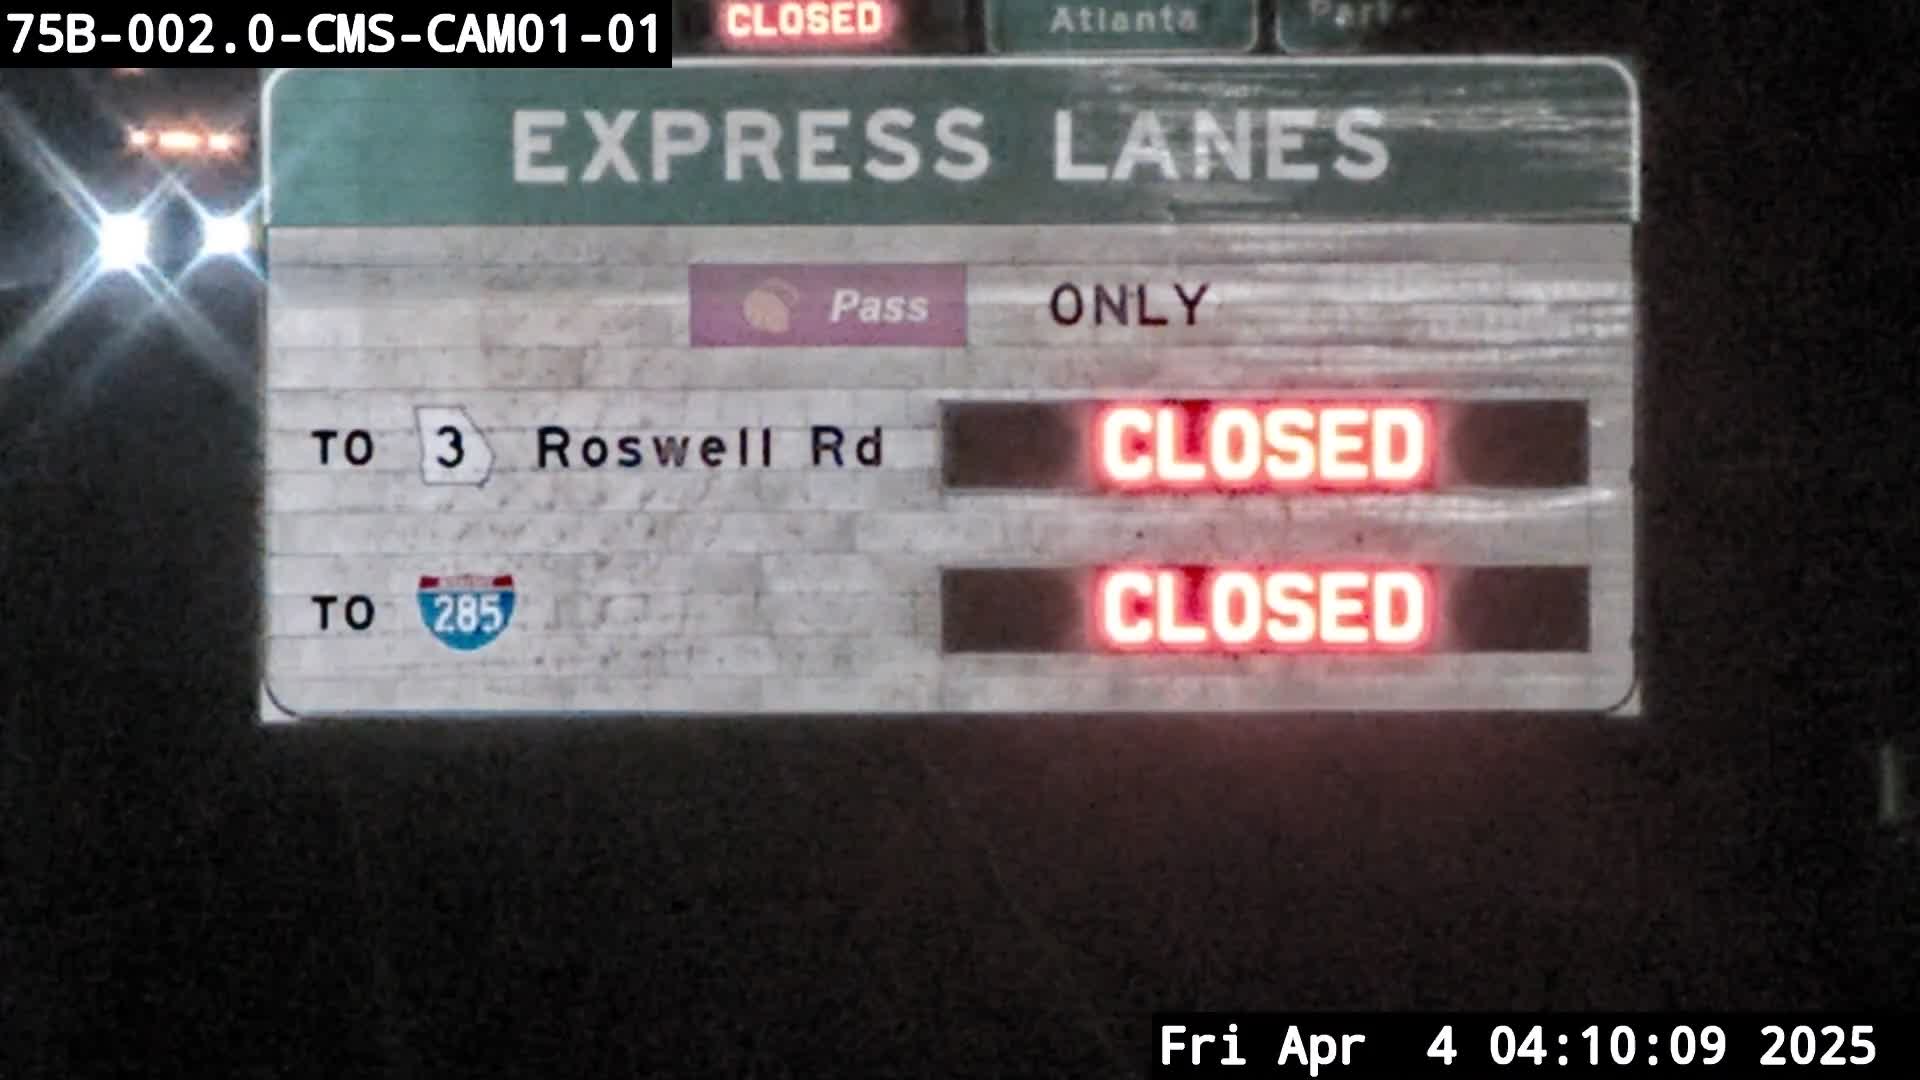 75B-002.0-CMS-CAM01-01
CLOSED
Atlanta
EXPRESS LANES
Pass ONLY
TO 3 Roswell Rd CLOSED
TO 285 CLOSED
Fri Apr 4 04:10:09 2025